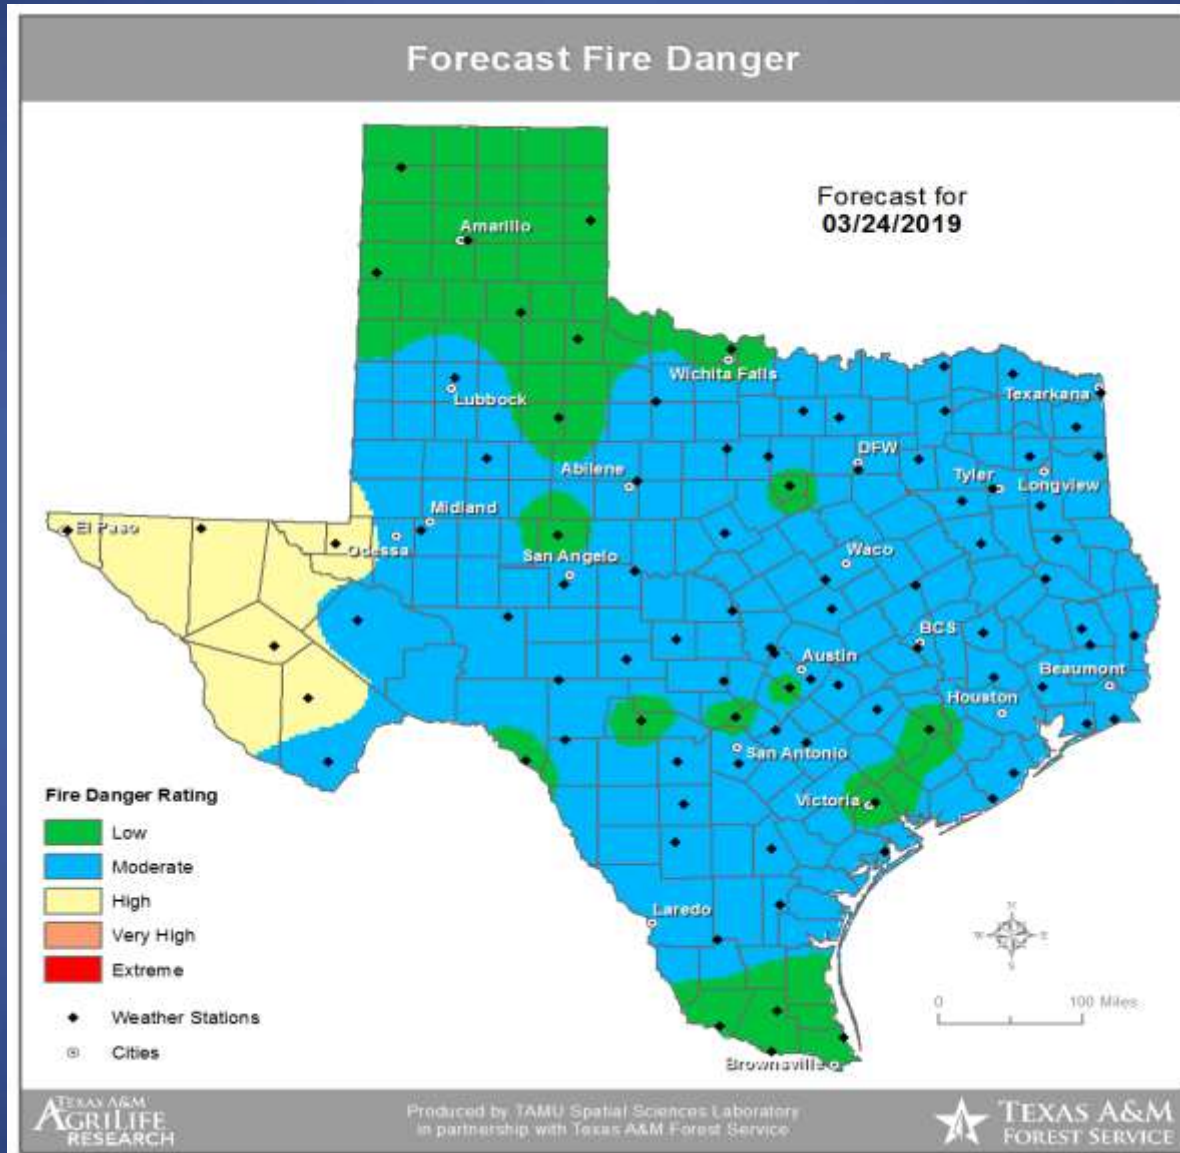 Forecast Fire Danger
Forecast for
03/24/2019
Amarillo
Wichita Falls
Lubbock
Texarkana
DFW
Abilene
Tyler
Longview
Midland
El Paso
Odessa
San Angelo
Waco
BCS
Austin
Beaumont
Houston
San Antonio
Victoria
Laredo
Brownsville
Fire Danger Rating
Low
Moderate
High
Very High
Extreme
Weather Stations
Cities
N
W
E
S
0 100 Miles
TEXAS A&M
AGRILIFE
RESEARCH
Produced by TAMU Spatial Sciences Laboratory
in partnership with Texas A&M Forest Service
TEXAS A&M
FOREST SERVICE